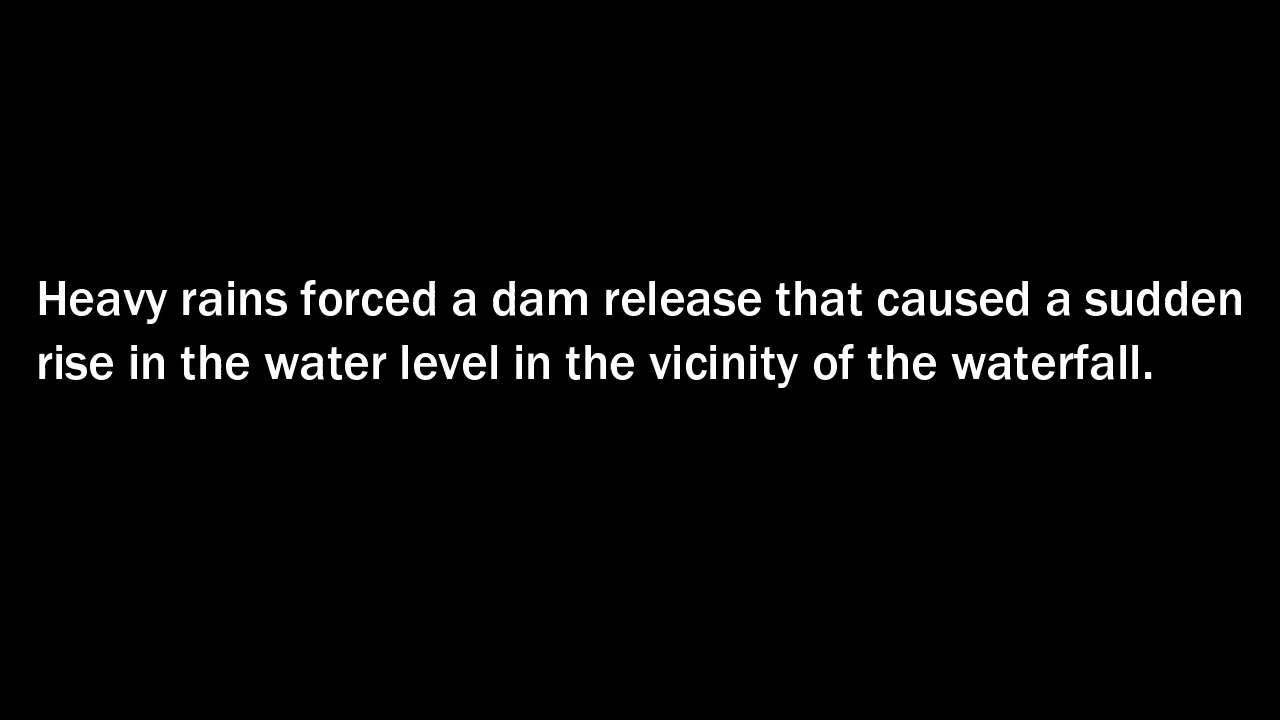 Heavy rains forced a dam release that caused a sudden
rise in the water level in the vicinity of the waterfall.